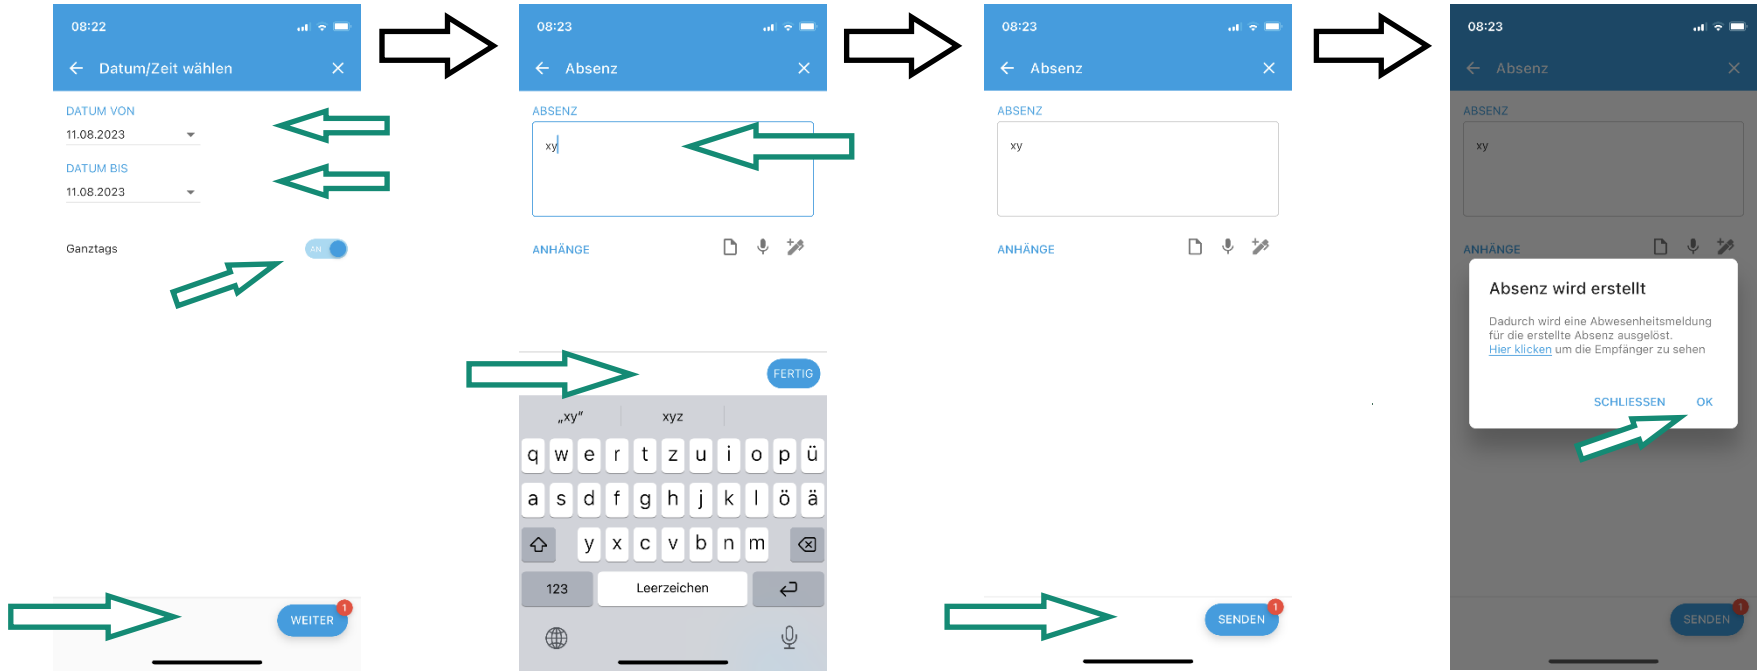 08:22
Datum/Zeit wählen
DATUM VON
11.08.2023
DATUM BIS
11.08.2023
Ganztags
AN
WEITER
1
08:23
Absenz
ABSENZ
xy
ANHÄNGE
FERTIG
„xy“
xyz
q w e r t z u i o p ü
a s d f g h j k l ö ä
y x c v b n m
123
Leerzeichen
08:23
Absenz
ABSENZ
xy
ANHÄNGE
SENDEN
1
08:23
Absenz
ABSENZ
xy
ANHÄNGE
Absenz wird erstellt
Dadurch wird eine Abwesenheitsmeldung
für die erstellte Absenz ausgelöst.
Hier klicken um die Empfänger zu sehen
SCHLIESSEN
OK
SENDEN
1